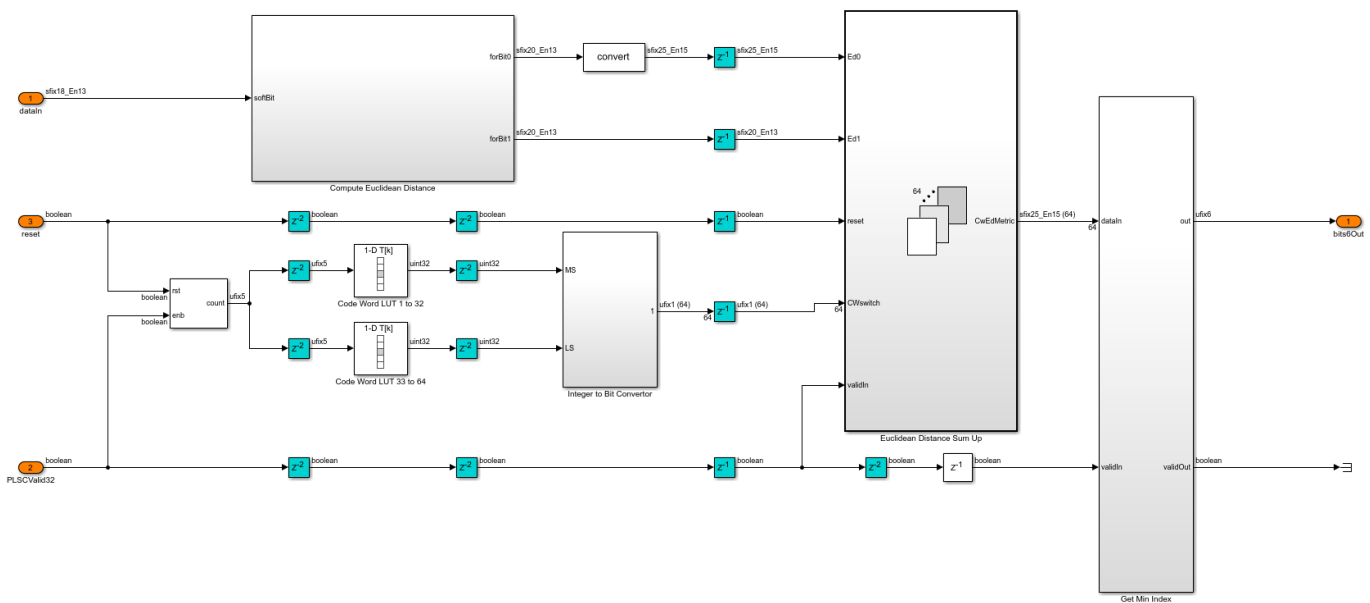 sfix18_En13
1
dataIn
softBit
forBit0
forBit1
Compute Euclidean Distance
sfix20_En13
convert
sfix25_En15
z-1
sfix25_En15
sfix20_En13
z-1
sfix20_En13
Ed0
Ed1
reset
CWswitch
64
validIn
64
CwEdMetric
Euclidean Distance Sum Up
sfix25_En15 (64)
64
dataIn
out
validIn
validOut
Get Min Index
ufix6
1
bits6Out
boolean
3
reset
boolean
z-2
boolean
z-2
z-1
boolean
boolean
rst
boolean
enb
count
ufix5
z-2
ufix5
1-D T[k]
Code Word LUT 1 to 32
uint32
z-2
uint32
z-2
ufix5
1-D T[k]
Code Word LUT 33 to 64
uint32
z-2
uint32
MS
LS
1
Integer to Bit Convertor
ufix1 (64)
64
z-1
ufix1 (64)
2
PLSCValid32
boolean
z-2
boolean
z-2
boolean
z-1
boolean
z-2
boolean
z-1
boolean